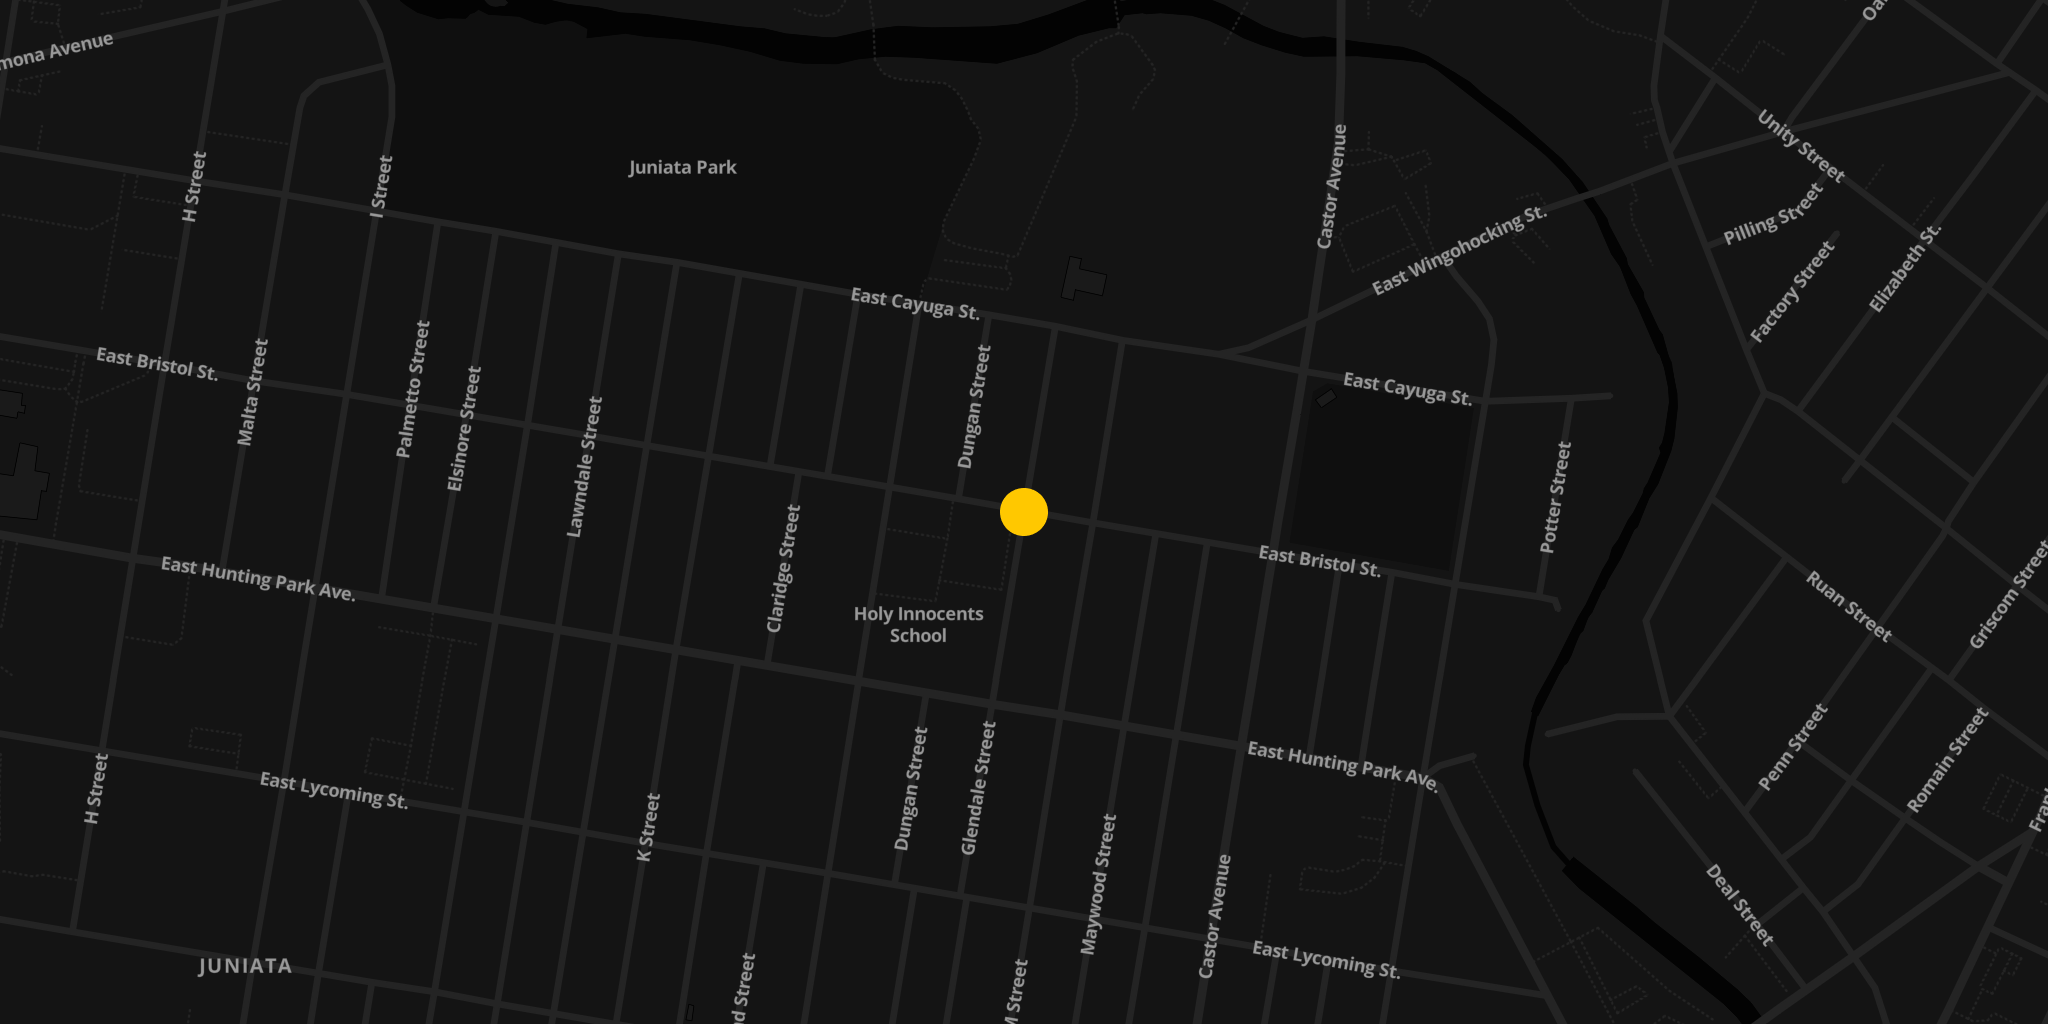 Unity Street
H Street
I Street
Juniata Park
Castor Avenue
Pilling Street
East Wingohocking St.
Elizabeth St.
Factory Street
East Cayuga St.
East Bristol St.
Malta Street
Palmetto Street
Elsinore Street
Dungan Street
East Cayuga St.
Lawndale Street
Potter Street
Claridge Street
East Bristol St.
East Hunting Park Ave.
Griscom Street
Ruan Street
Holy Innocents
School
Penn Street
Romain Street
East Hunting Park Ave.
H Street
East Lycoming St.
K Street
Dungan Street
Glendale Street
Maywood Street
Castor Avenue
Deal Street
East Lycoming St.
JUNIATA
Street
M Street
Avenue